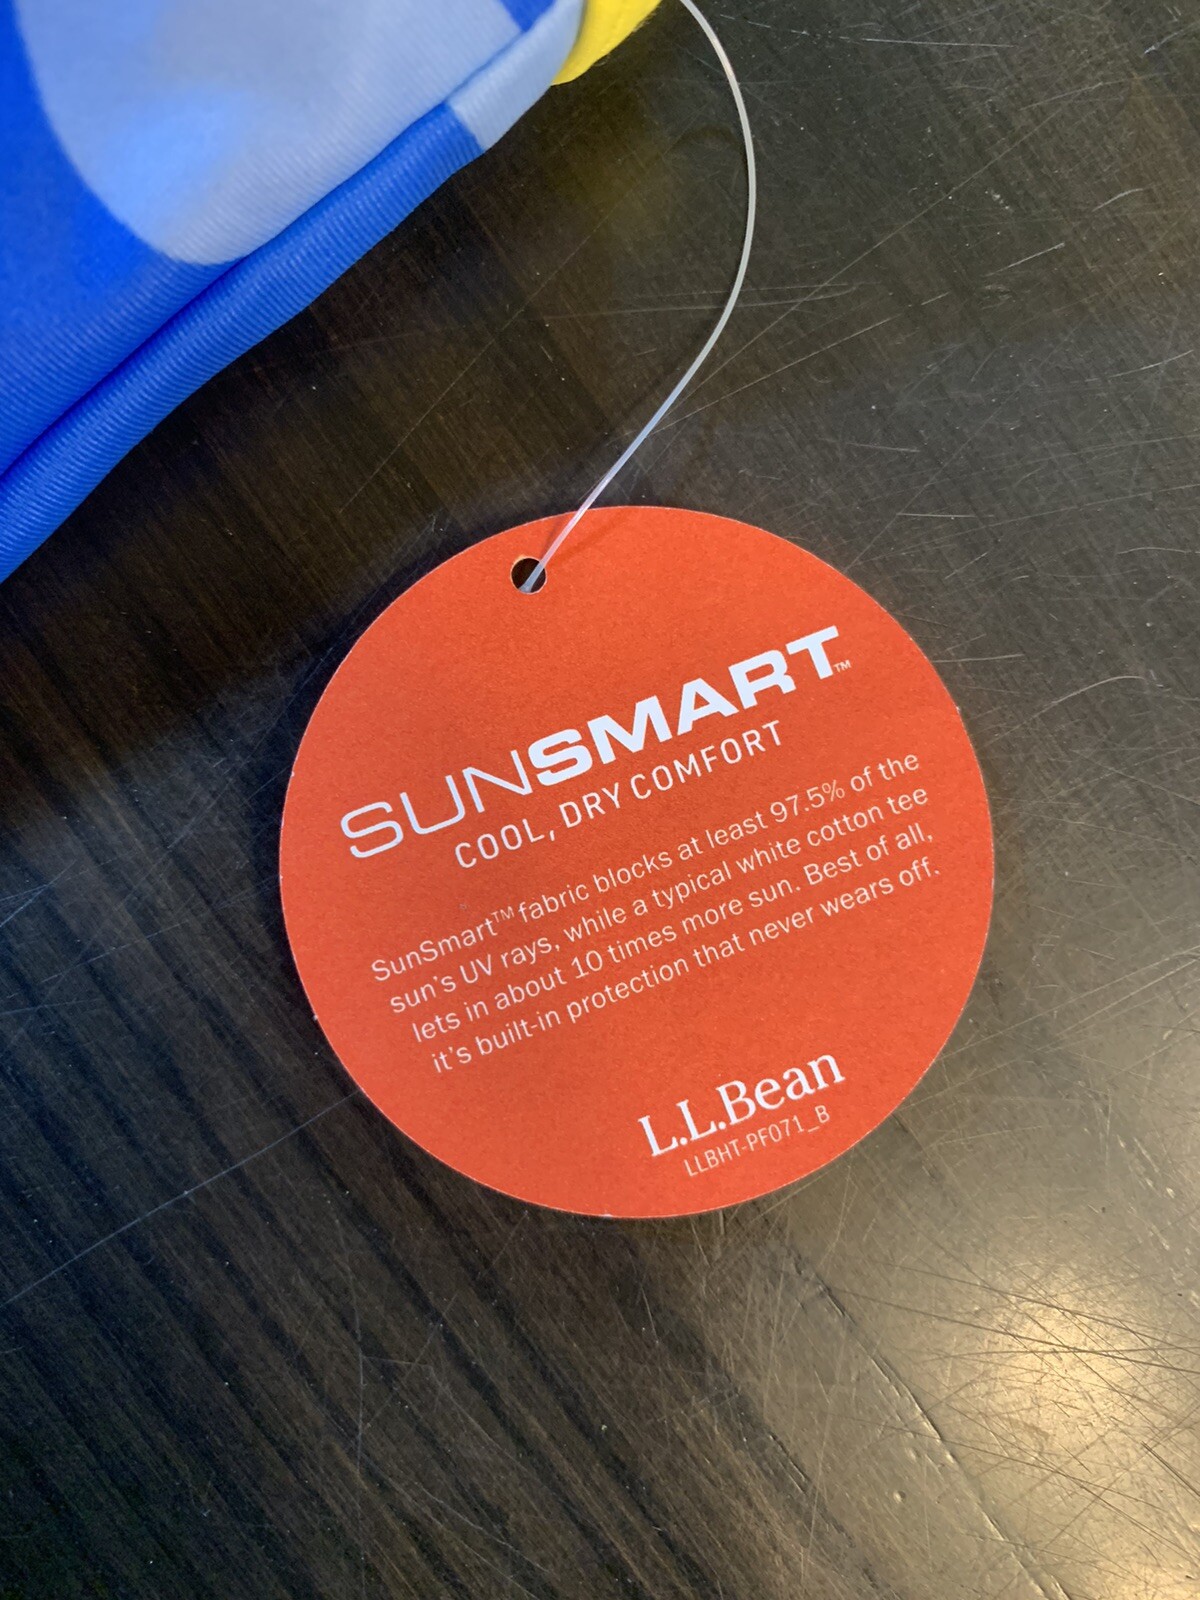 SUNSMART™
COOL, DRY COMFORT
SunSmart™ fabric blocks at least 97.5% of the
sun's UV rays, while a typical white cotton tee
lets in about 10 times more sun. Best of all,
it's built-in protection that never wears off.
L.L.Bean
LLBHT-PF071_B